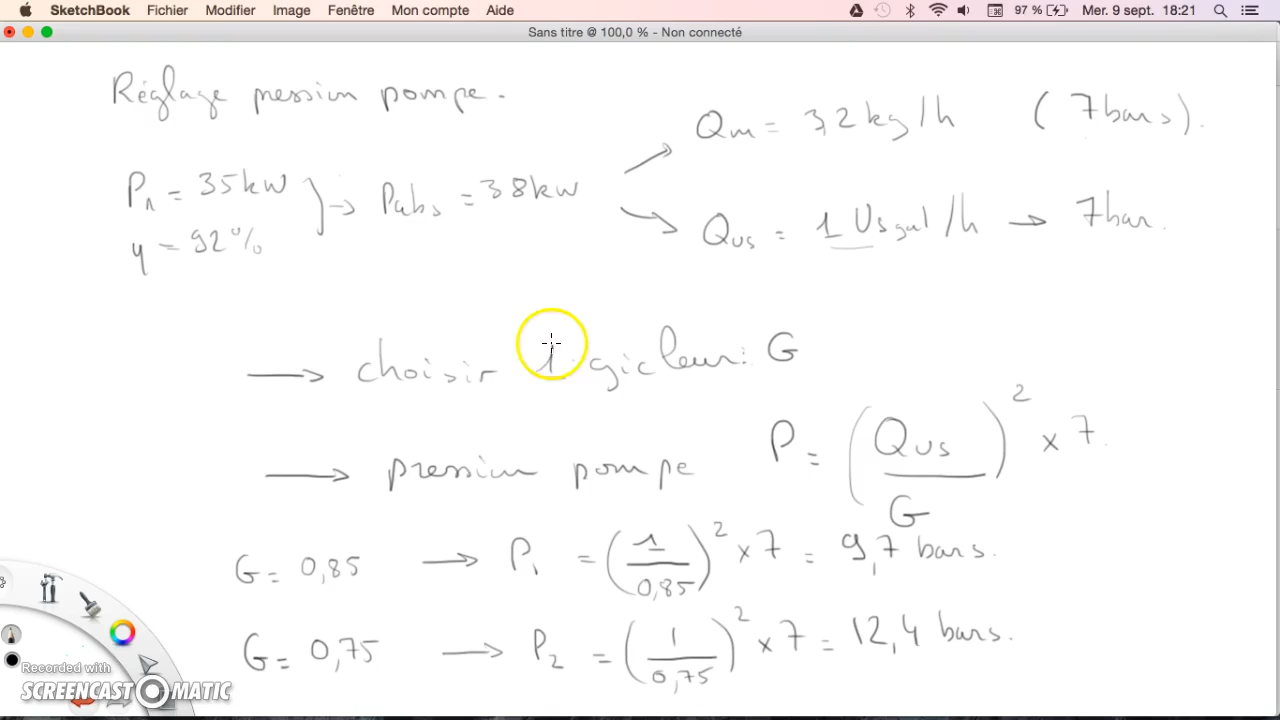 SketchBook Fichier Modifier Image Fenêtre Mon compte Aide 97 % Mer. 9 sept. 18:21
Sans titre @ 100,0 % - Non connecté
Réglage pression pompe.
Qm = 3,2 kg/h (7 bars).
Pn = 35 kw
η = 92%
} → Pabs = 38 kw
Qus = 1 Usgal/h → 7 bar.
→ choisir 1 gicleur: G
→ pression pompe P = (Qus / G)² x 7.
G = 0,85 → P1 = (1 / 0,85)² x 7 = 9,7 bars.
G = 0,75 → P2 = (1 / 0,75)² x 7 = 12,4 bars.
Recorded with
SCREENCAST O MATIC